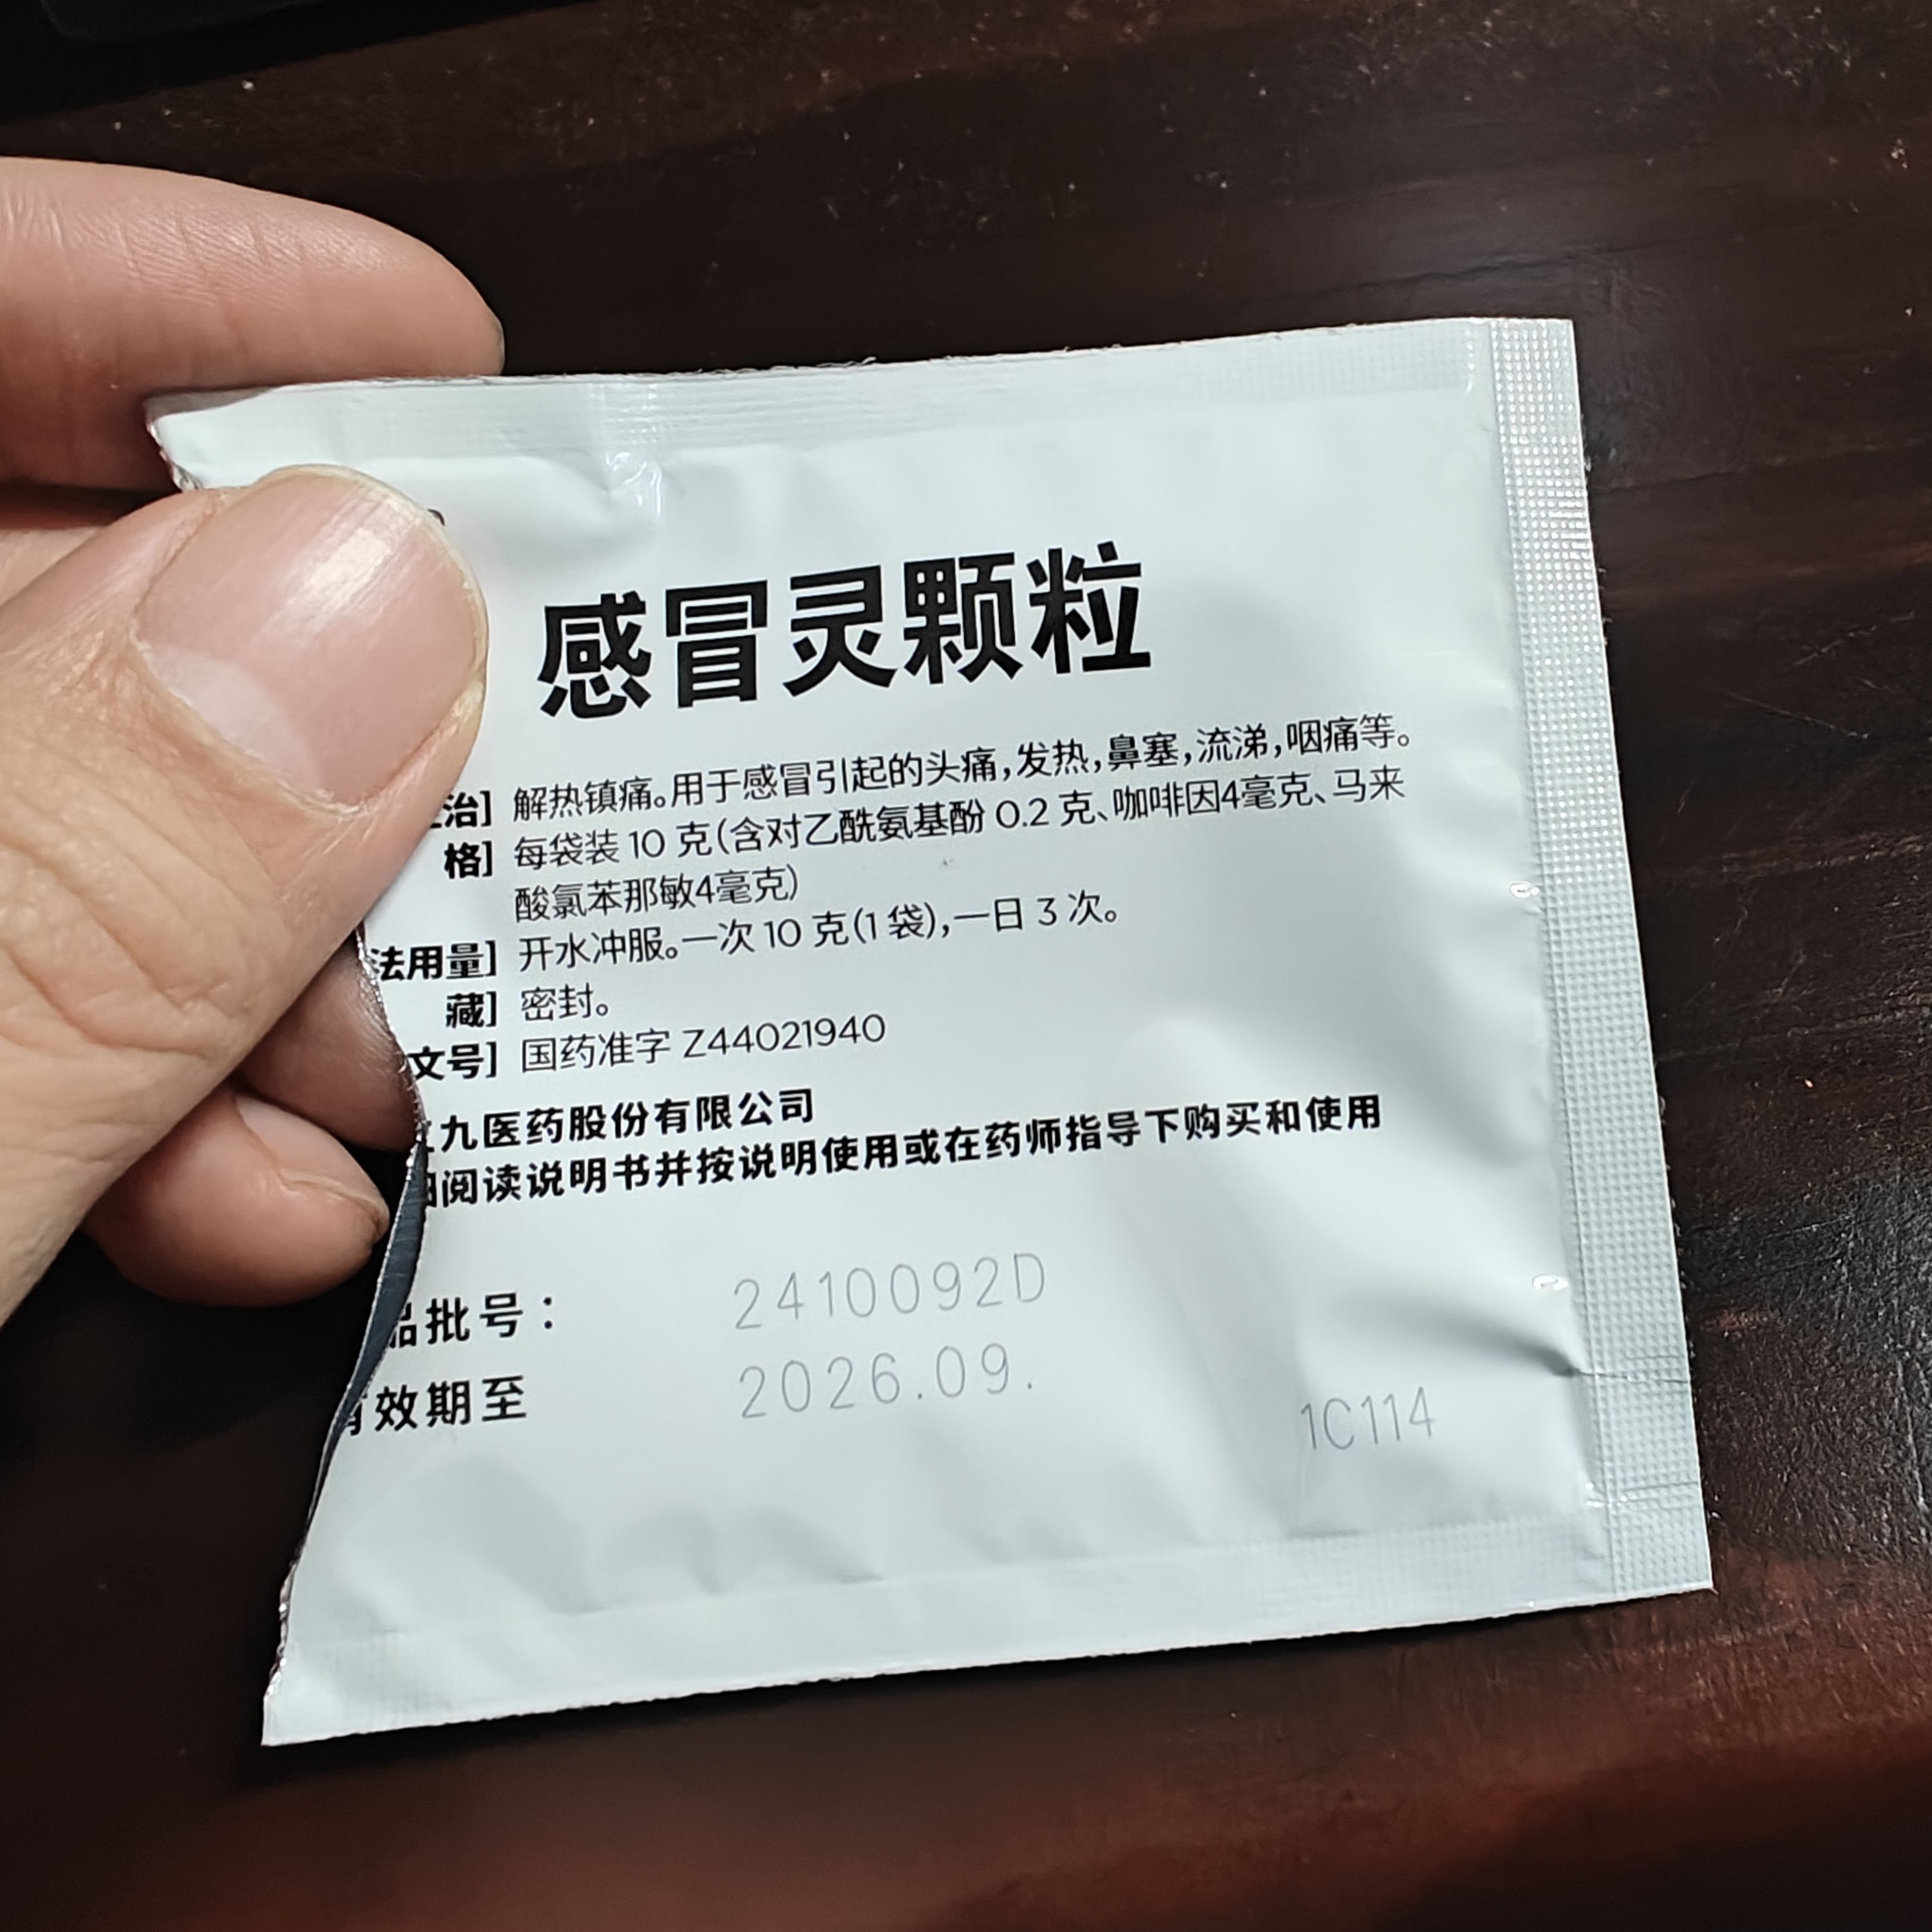 感冒灵颗粒
治] 解热镇痛。用于感冒引起的头痛,发热,鼻塞,流涕,咽痛等。
格] 每袋装 10 克(含对乙酰氨基酚 0.2 克、咖啡因4毫克、马来
酸氯苯那敏4毫克)
法用量] 开水冲服。一次 10 克(1 袋),一日 3 次。
藏] 密封。
文号] 国药准字 Z44021940
九医药股份有限公司
阅读说明书并按说明使用或在药师指导下购买和使用
品批号: 2410092D
有效期至 2026.09.
1C114